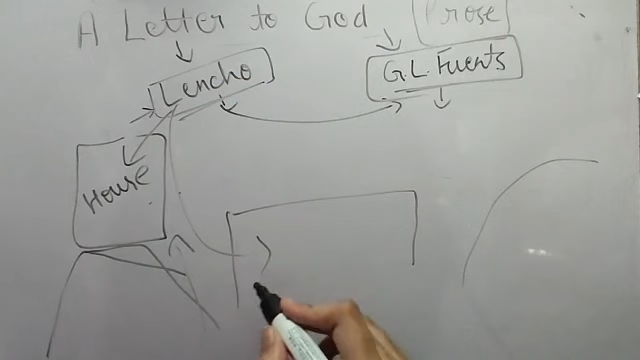 A Letter to God Prose
Lencho G.L. Fuents
House